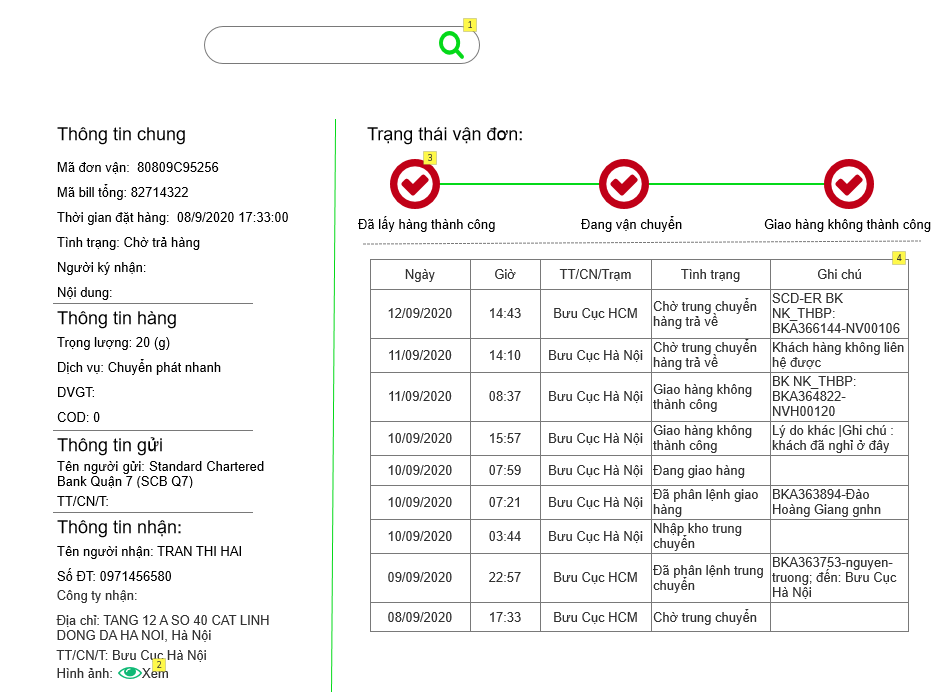 1
Thông tin chung
Mã đơn vận: 80809C95256
Mã bill tổng: 82714322
Thời gian đặt hàng: 08/9/2020 17:33:00
Tình trạng: Chờ trả hàng
Người ký nhận:
Nội dung:
Thông tin hàng
Trọng lượng: 20 (g)
Dịch vụ: Chuyển phát nhanh
DVGT:
COD: 0
Thông tin gửi
Tên người gửi: Standard Chartered
Bank Quận 7 (SCB Q7)
TT/CN/T:
Thông tin nhận:
Tên người nhận: TRAN THI HAI
Số ĐT: 0971456580
Công ty nhận:
Địa chỉ: TANG 12 A SO 40 CAT LINH
DONG DA HA NOI, Hà Nội
TT/CN/T: Bưu Cục Hà Nội
Hình ảnh: Xem
2
Trạng thái vận đơn:
3
Đã lấy hàng thành công Đang vận chuyển Giao hàng không thành công
4
Ngày Giờ TT/CN/Trạm Tình trạng Ghi chú
12/09/2020 14:43 Bưu Cục HCM Chờ trung chuyển
hàng trả về
SCD-ER BK
NK_THBP:
BKA366144-NV00106
11/09/2020 14:10 Bưu Cục Hà Nội Chờ trung chuyển
hàng trả về
Khách hàng không liên
hệ được
11/09/2020 08:37 Bưu Cục Hà Nội Giao hàng không
thành công
BK NK_THBP:
BKA364822-
NVH00120
10/09/2020 15:57 Bưu Cục Hà Nội Giao hàng không
thành công
Lý do khác |Ghi chú :
khách đã nghỉ ở đây
10/09/2020 07:59 Bưu Cục Hà Nội Đang giao hàng
10/09/2020 07:21 Bưu Cục Hà Nội Đã phân lệnh giao
hàng
BKA363894-Đào
Hoàng Giang gnhn
10/09/2020 03:44 Bưu Cục Hà Nội Nhập kho trung
chuyển
09/09/2020 22:57 Bưu Cục HCM Đã phân lệnh trung
chuyển
BKA363753-nguyen-
truong; đến: Bưu Cục
Hà Nội
08/09/2020 17:33 Bưu Cục HCM Chờ trung chuyển